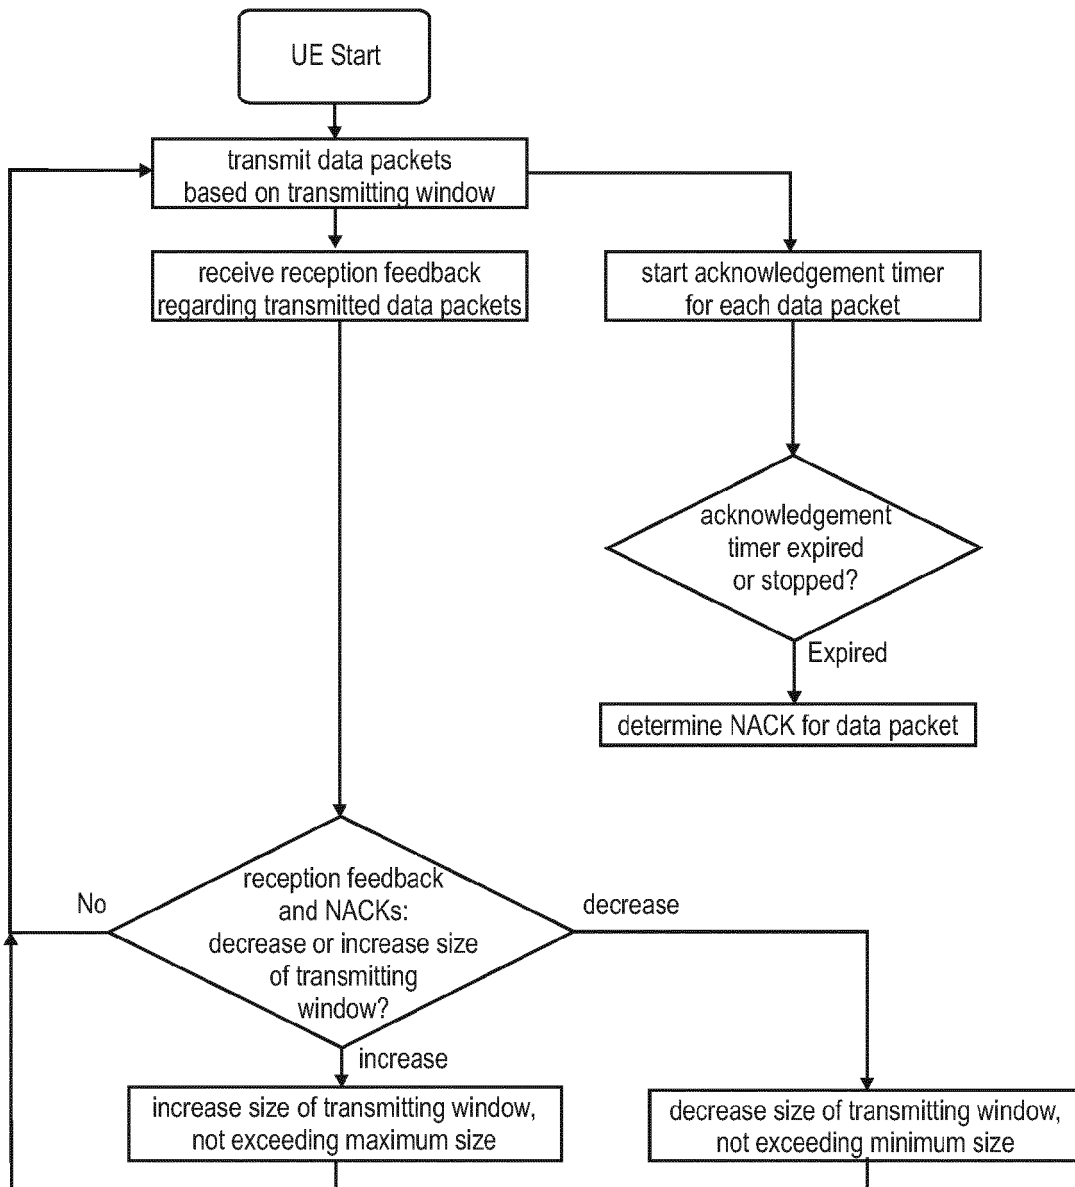 UE Start
transmit data packets
based on transmitting window
receive reception feedback
regarding transmitted data packets
start acknowledgement timer
for each data packet
acknowledgement
timer expired
or stopped?
Expired
determine NACK for data packet
No
reception feedback
and NACKs:
decrease or increase size
of transmitting
window?
decrease
increase
increase size of transmitting window,
not exceeding maximum size
decrease size of transmitting window,
not exceeding minimum size